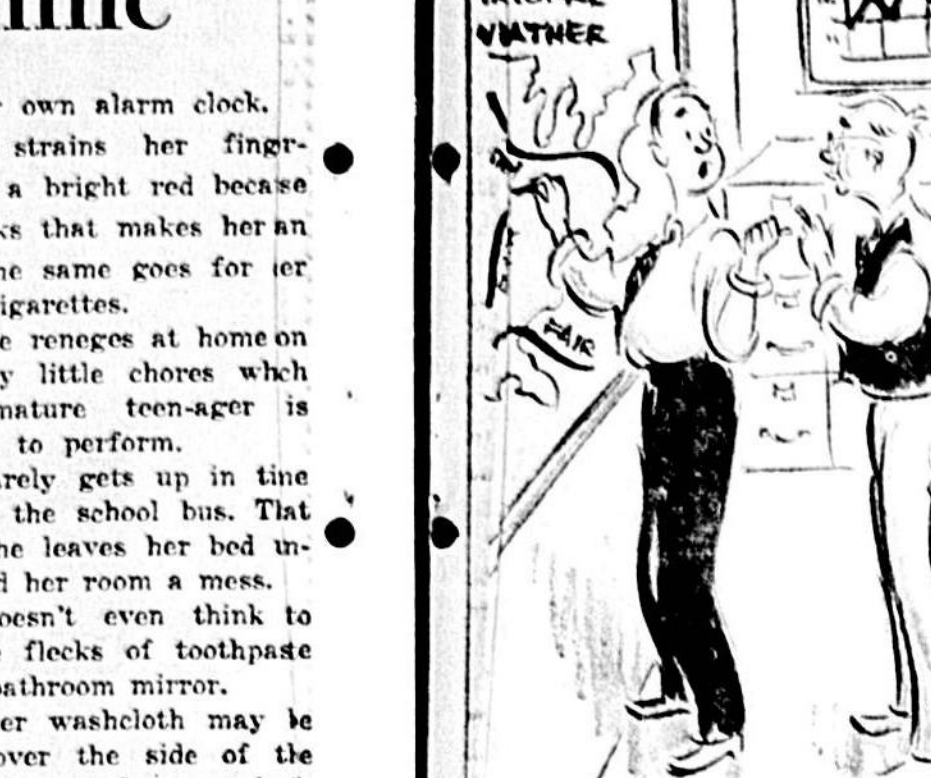 own alarm clock.
strains her fingr-
a bright red becaise
that makes her an
same goes for er
igarettes.
reneges at home on
little chores whch
nature teen-ager is
to perform.
rely gets up in tine
the school bus. Tlat
he leaves her bed un-
her room a mess.
oesn't even think to
flecks of toothpaste
athroom mirror.
er washcloth may be
over the side of the
WATHER
FAIR